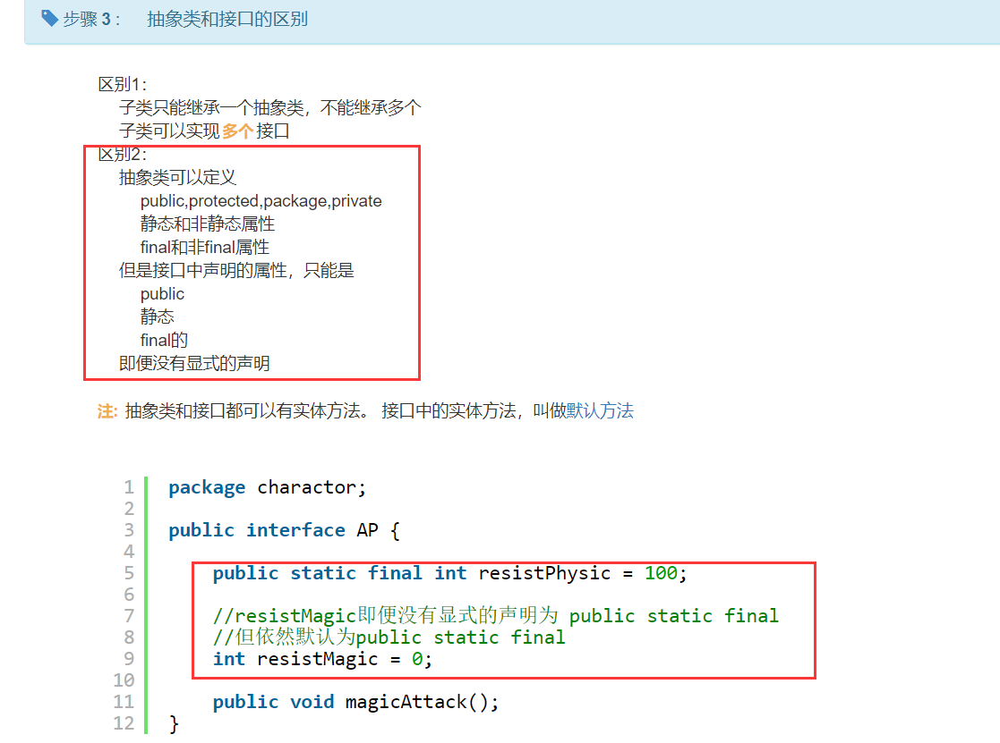 步骤 3 : 抽象类和接口的区别
区别1：
子类只能继承一个抽象类，不能继承多个
子类可以实现多个接口
区别2：
抽象类可以定义
public,protected,package,private
静态和非静态属性
final和非final属性
但是接口中声明的属性，只能是
public
静态
final的
即便没有显式的声明
注: 抽象类和接口都可以有实体方法。 接口中的实体方法，叫做默认方法
1 package charactor;
2
3 public interface AP {
4
5 public static final int resistPhysic = 100;
6
7 //resistMagic即便没有显式的声明为 public static final
8 //但依然默认为public static final
9 int resistMagic = 0;
10
11 public void magicAttack();
12 }